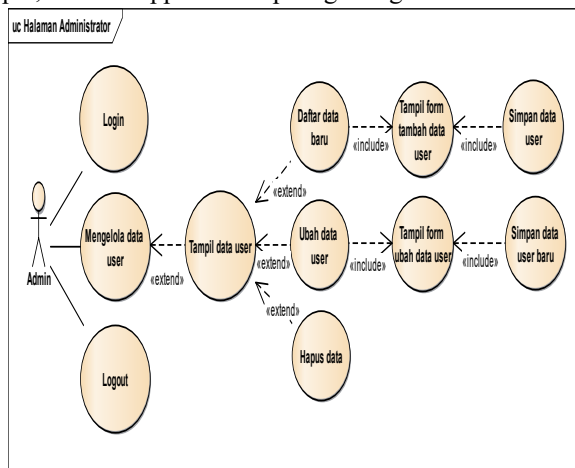 uc Halaman Administrator
Login
Admin
Mengelola data
user
Logout
«extend»
Tampil data user
Daftar data
baru
«extend»
«include»
Tampil form
tambah data
user
«include»
Simpan data
user
Ubah data
user
«extend»
«include»
Tampil form
ubah data user
«include»
Simpan data
user baru
«extend»
Hapus data